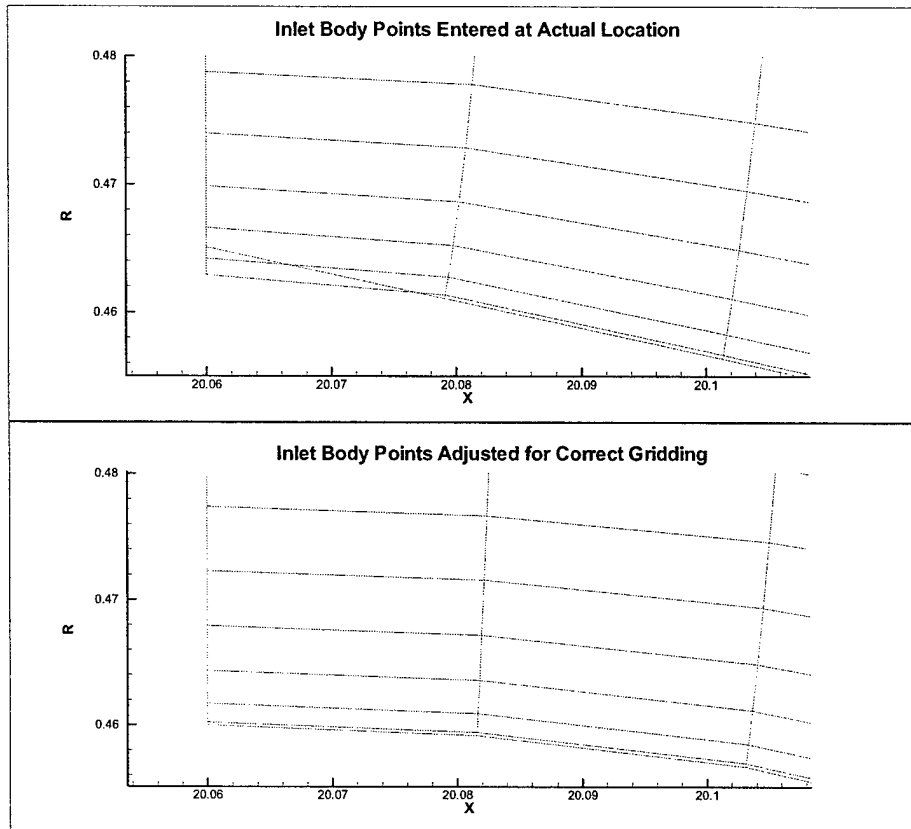 Inlet Body Points Entered at Actual Location
0.48
0.47
R
0.46
20.06 20.07 20.08 20.09 20.1
X
Inlet Body Points Adjusted for Correct Gridding
0.48
0.47
R
0.46
20.06 20.07 20.08 20.09 20.1
X